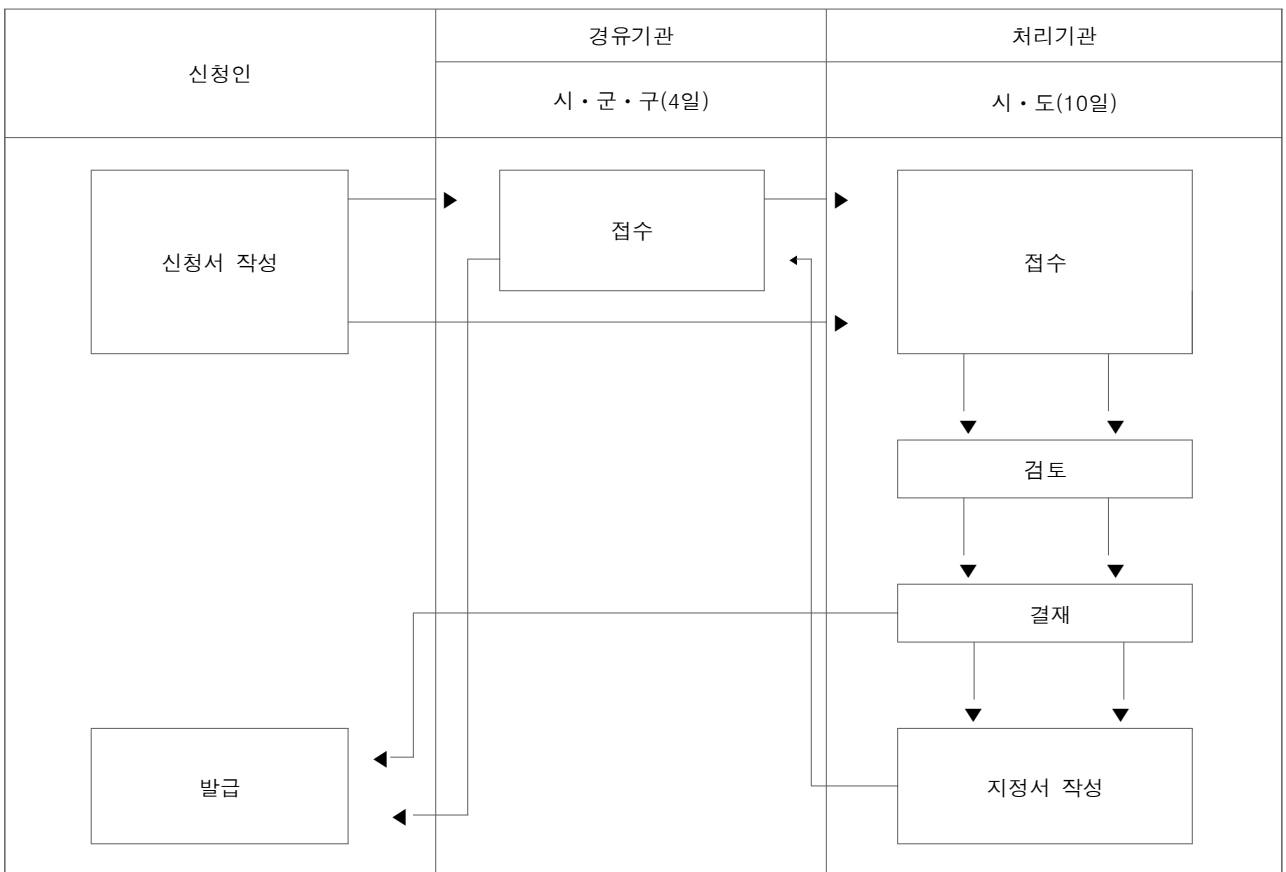 신청인
경유기관
처리기관
시・군・구(4일)
시・도(10일)
신청서 작성
접수
접수
검토
결재
발급
지정서 작성